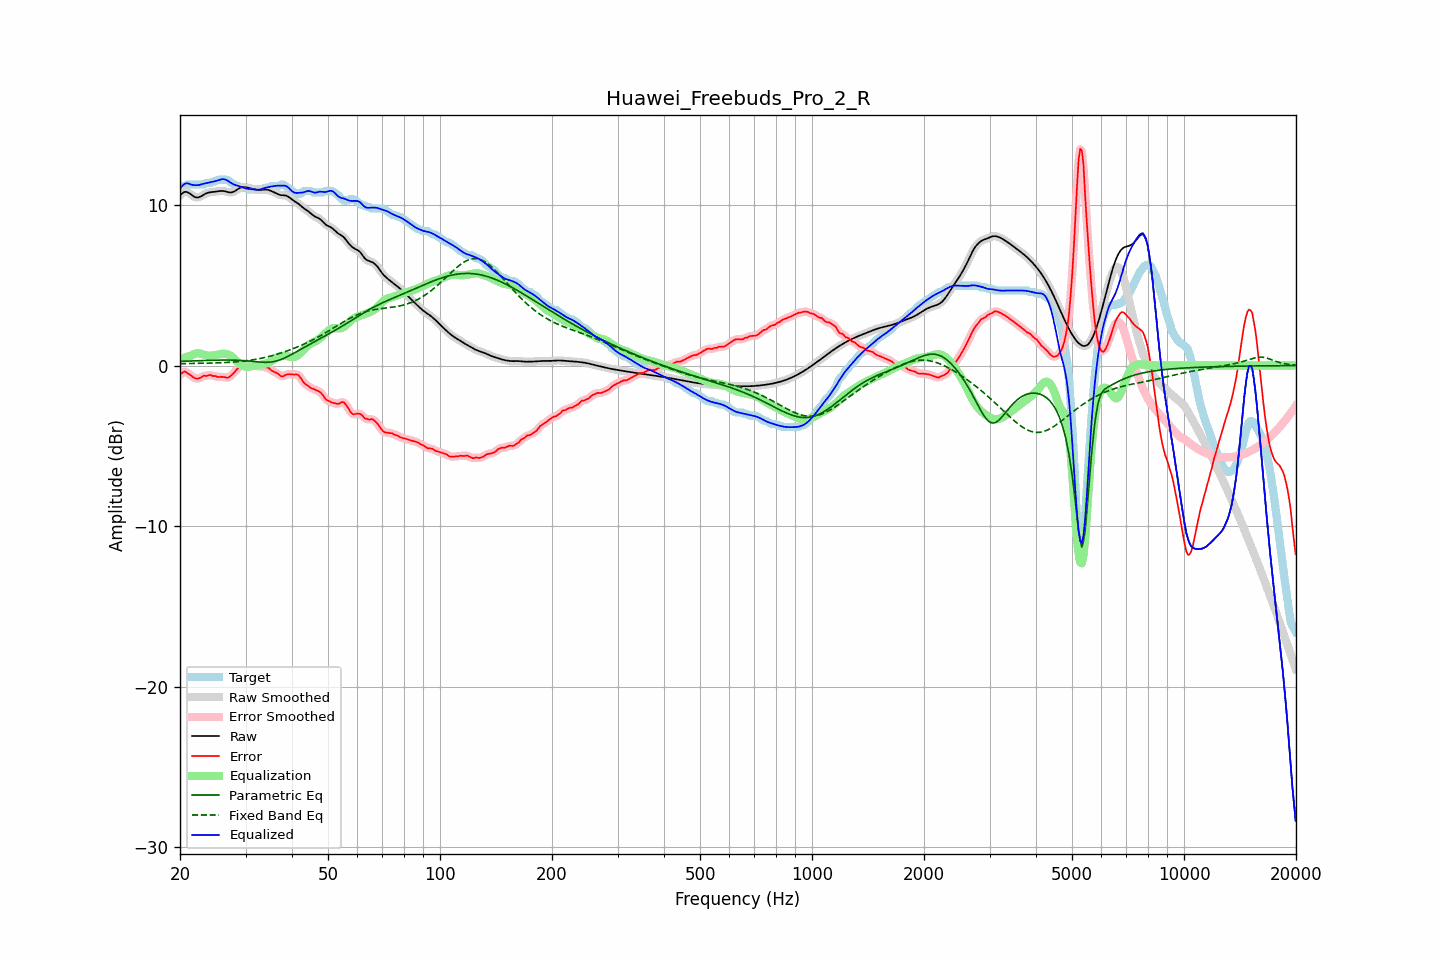 Huawei_Freebuds_Pro_2_R
Amplitude (dBr)
10
0
−10
−20
−30
Target
Raw Smoothed
Error Smoothed
Raw
Error
Equalization
Parametric Eq
Fixed Band Eq
Equalized
20 50 100 200 500 1000 2000 5000 10000 20000
Frequency (Hz)